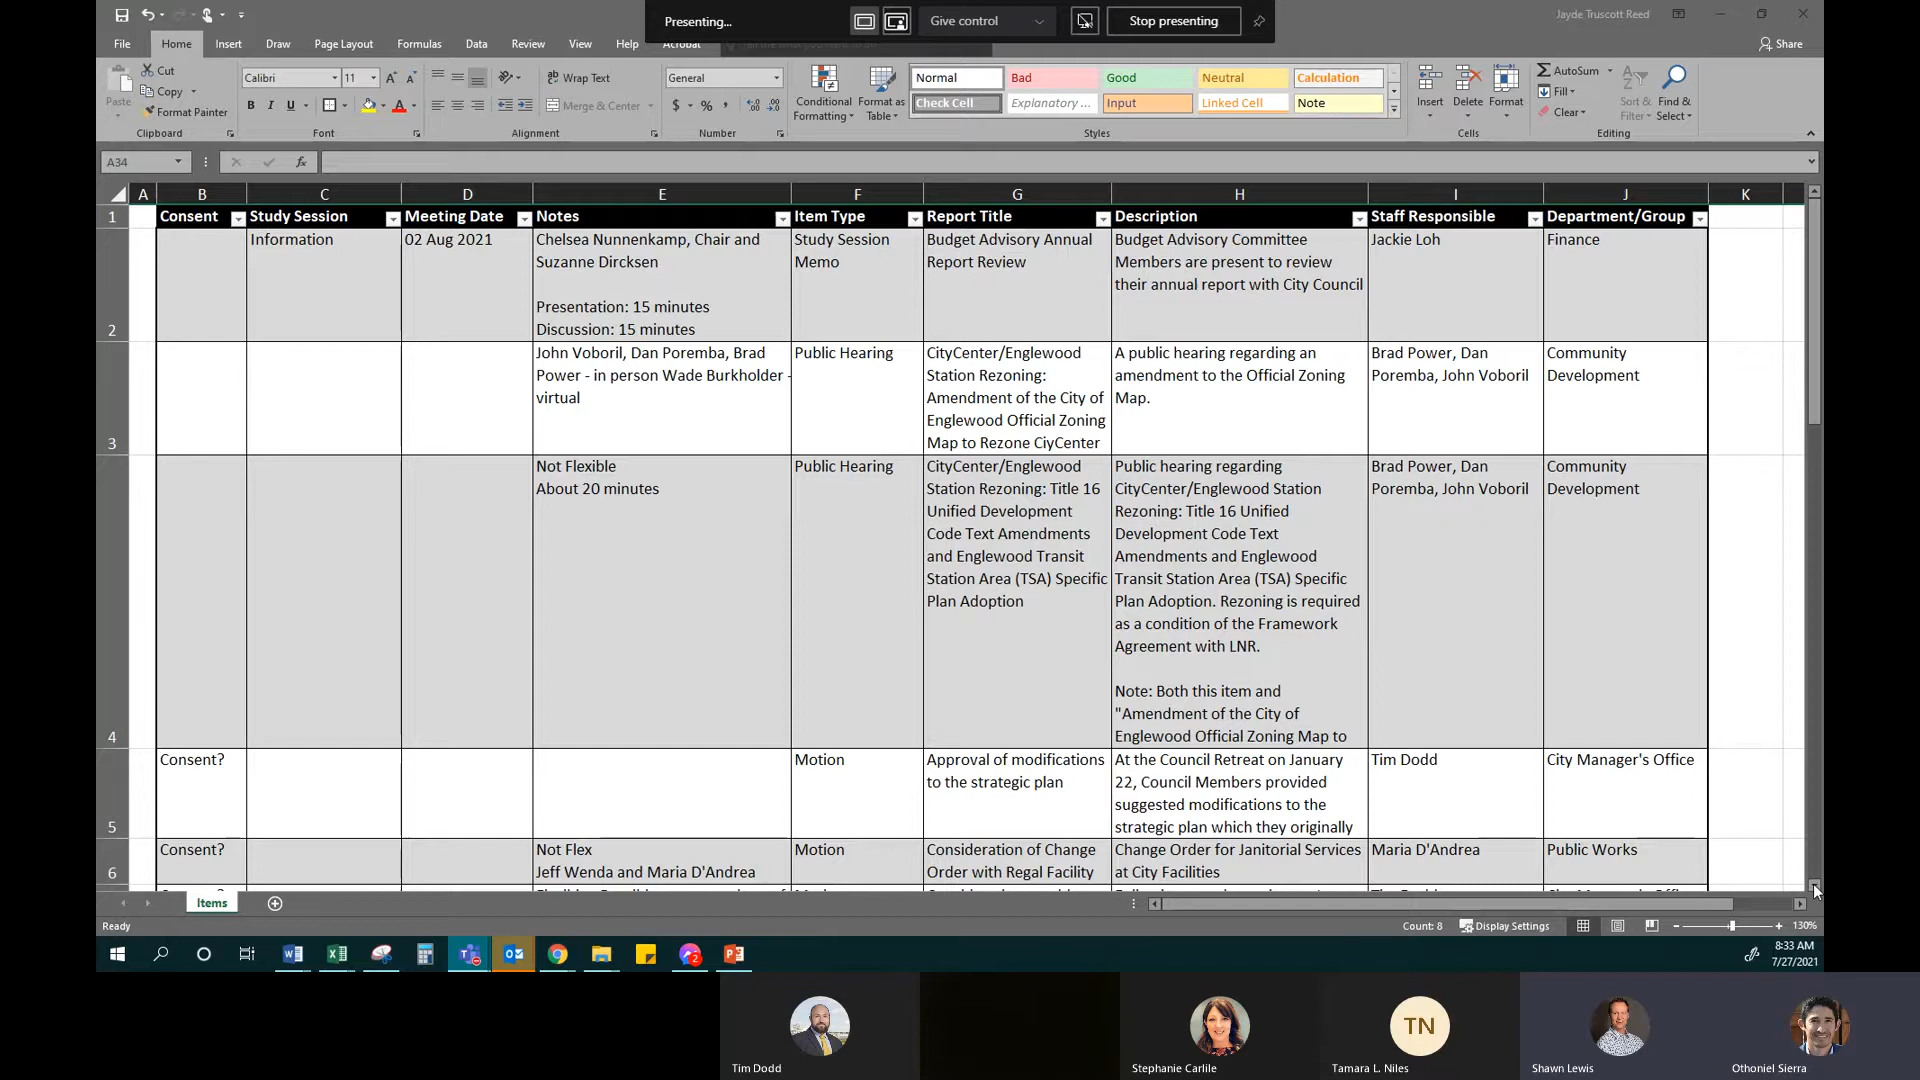 Presenting...
Give control
Stop presenting
Jayde Truscott Reed
File Home Insert Draw Page Layout Formulas Data Review View Help Acrobat
Share
Cut
Copy
Format Painter
Paste
Calibri 11
B I U
Wrap Text
Merge & Center
General
$ % ,
Conditional Formatting
Format as Table
Normal Bad Good Neutral Calculation
Check Cell Explanatory ... Input Linked Cell Note
Insert Delete Format
AutoSum
Fill
Clear
Sort & Filter
Find & Select
Clipboard Font Alignment Number Styles Cells Editing
A34
fx
A B C D E F G H I J K
1 Consent Study Session Meeting Date Notes Item Type Report Title Description Staff Responsible Department/Group
2
Information
02 Aug 2021
Chelsea Nunnenkamp, Chair and
Suzanne Dircksen
Presentation: 15 minutes
Discussion: 15 minutes
Study Session
Memo
Budget Advisory Annual
Report Review
Budget Advisory Committee
Members are present to review
their annual report with City Council
Jackie Loh
Finance
3
John Voboril, Dan Poremba, Brad
Power - in person Wade Burkholder -
virtual
Public Hearing
CityCenter/Englewood
Station Rezoning:
Amendment of the City of
Englewood Official Zoning
Map to Rezone CiyCenter
A public hearing regarding an
amendment to the Official Zoning
Map.
Brad Power, Dan
Poremba, John Voboril
Community
Development
4
Not Flexible
About 20 minutes
Public Hearing
CityCenter/Englewood
Station Rezoning: Title 16
Unified Development
Code Text Amendments
and Englewood Transit
Station Area (TSA) Specific
Plan Adoption
Public hearing regarding
CityCenter/Englewood Station
Rezoning: Title 16 Unified
Development Code Text
Amendments and Englewood
Transit Station Area (TSA) Specific
Plan Adoption. Rezoning is required
as a condition of the Framework
Agreement with LNR.
Note: Both this item and
"Amendment of the City of
Englewood Official Zoning Map to
Brad Power, Dan
Poremba, John Voboril
Community
Development
5
Consent?
Motion
Approval of modifications
to the strategic plan
At the Council Retreat on January
22, Council Members provided
suggested modifications to the
strategic plan which they originally
Tim Dodd
City Manager's Office
6
Consent?
Not Flex
Jeff Wenda and Maria D'Andrea
Motion
Consideration of Change
Order with Regal Facility
Change Order for Janitorial Services
at City Facilities
Maria D'Andrea
Public Works
Items
Ready
Count: 8
Display Settings
130%
2
8:33 AM
7/27/2021
TN
Tim Dodd
Stephanie Carlile
Tamara L. Niles
Shawn Lewis
Othoniel Sierra